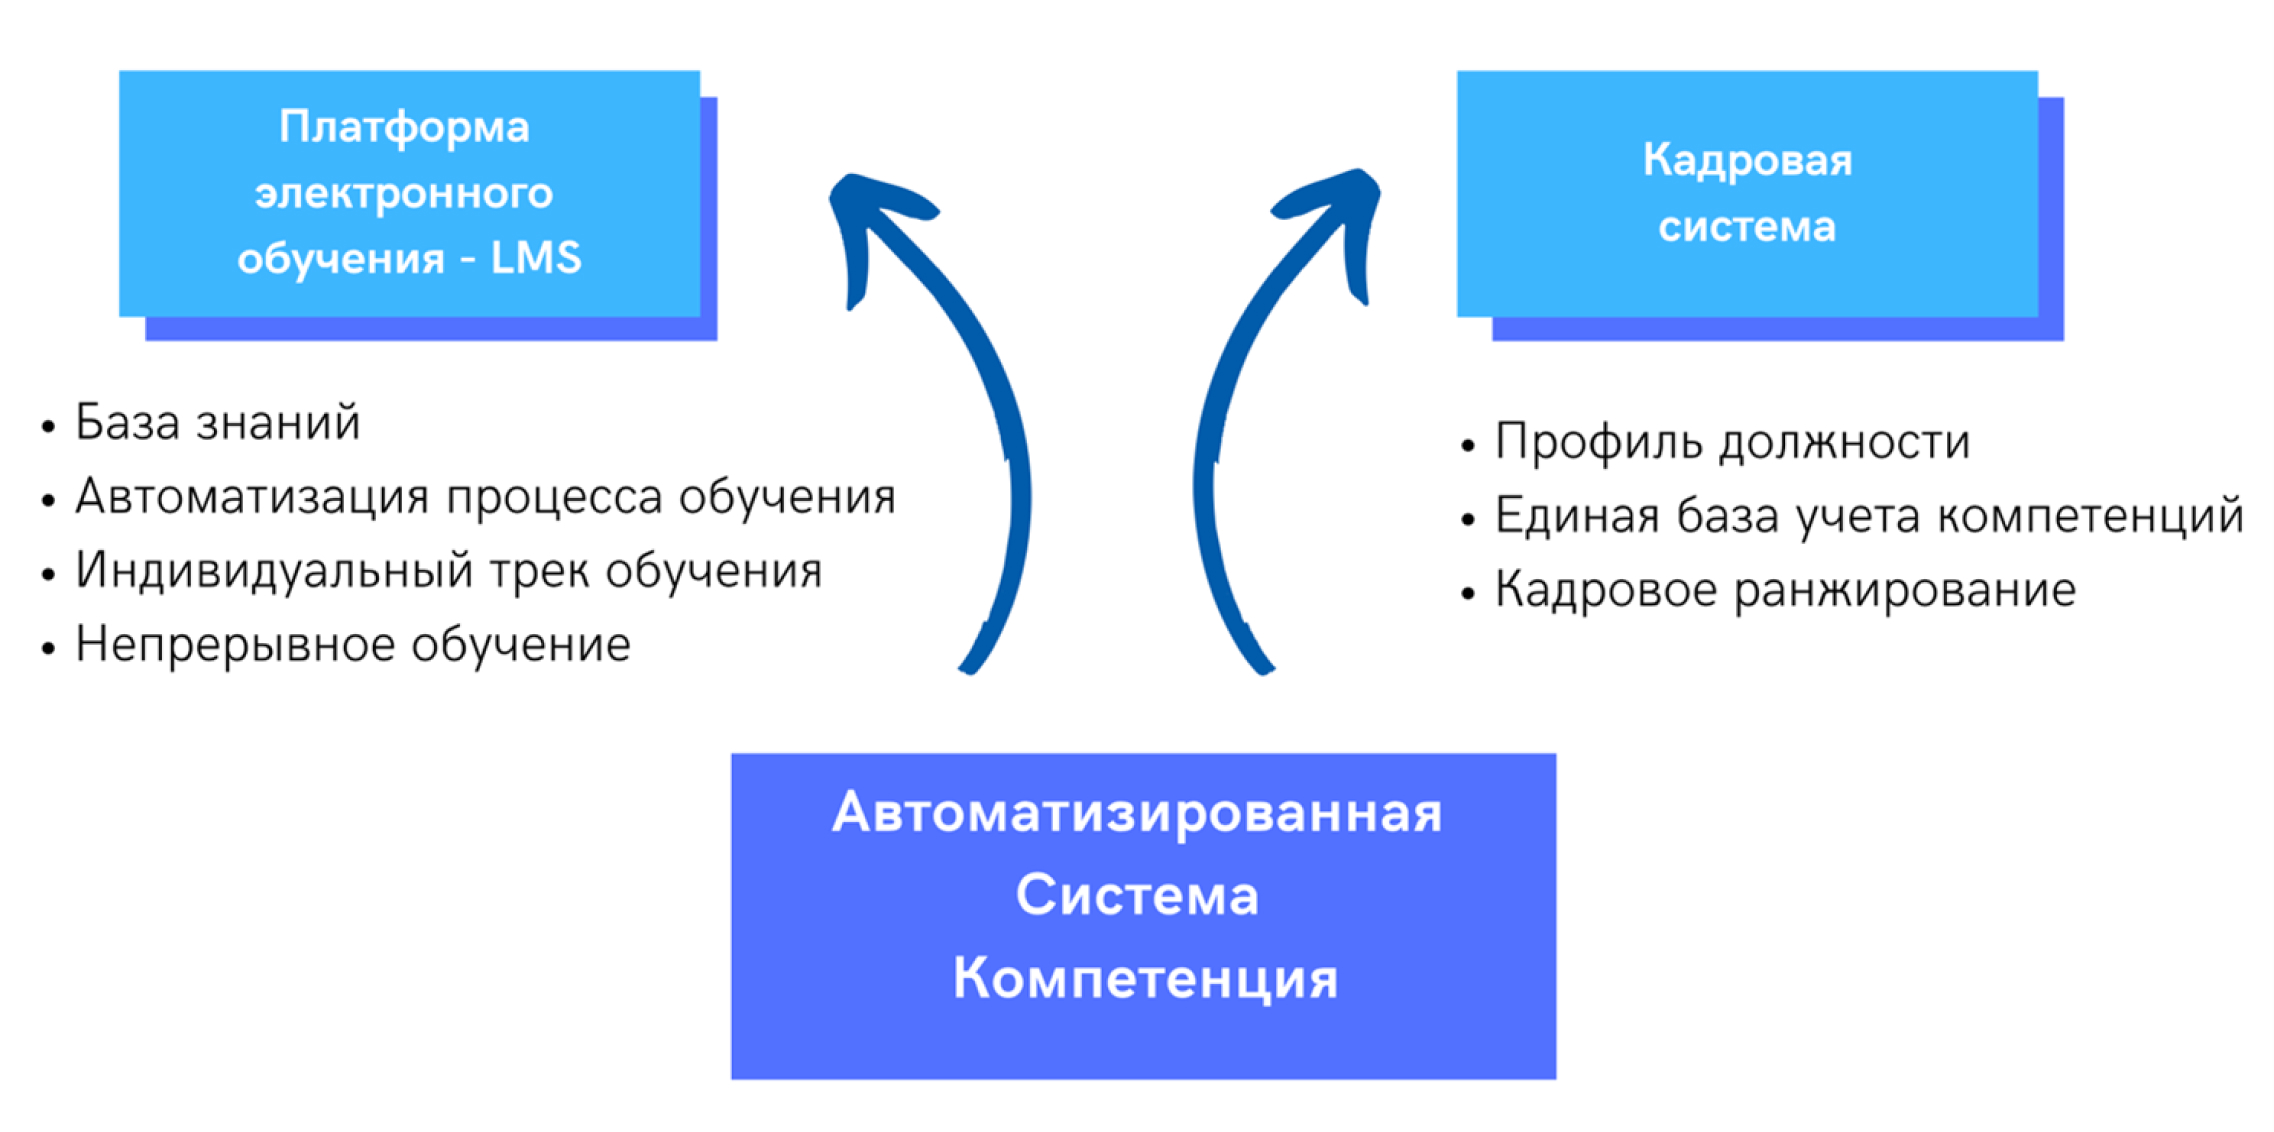 Платформа
электронного
обучения - LMS
• База знаний
• Автоматизация процесса обучения
• Индивидуальный трек обучения
• Непрерывное обучение
Кадровая
система
• Профиль должности
• Единая база учета компетенций
• Кадровое ранжирование
Автоматизированная
Система
Компетенция